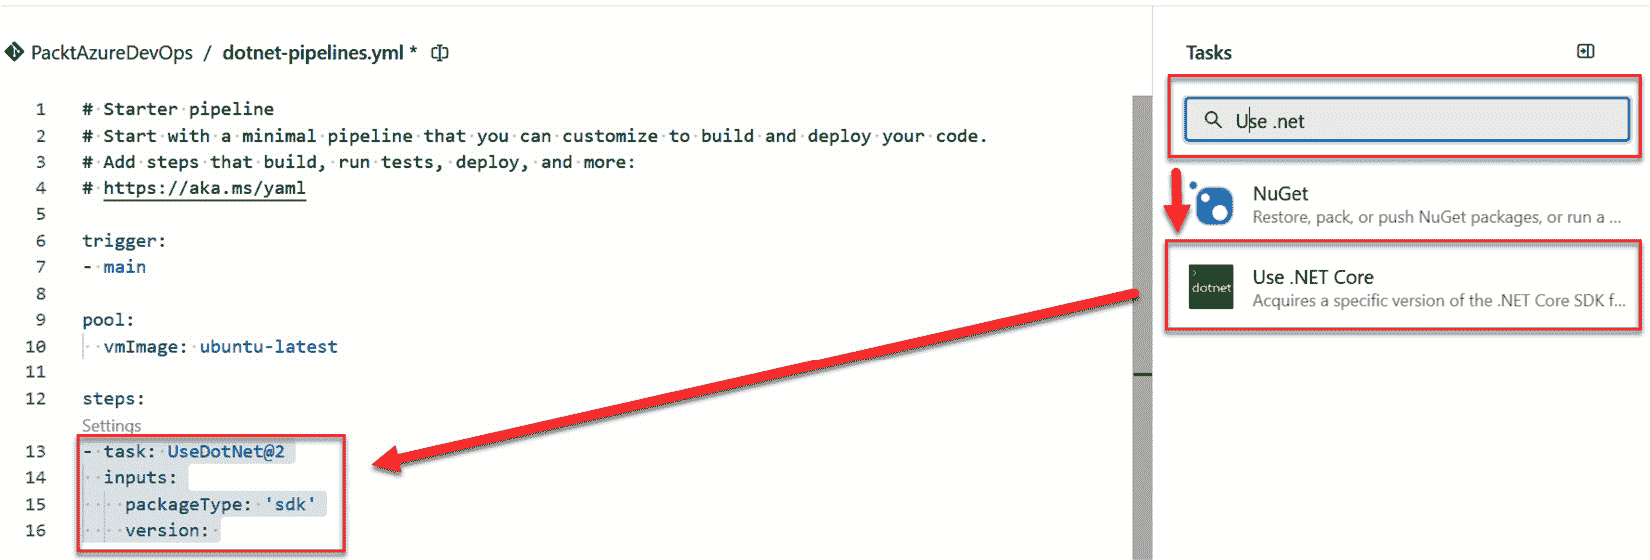 PacktAzureDevOps / dotnet-pipelines.yml *
1 # Starter pipeline
2 # Start with a minimal pipeline that you can customize to build and deploy your code.
3 # Add steps that build, run tests, deploy, and more:
4 # https://aka.ms/yaml
5
6 trigger:
7 - main
8
9 pool:
10   vmImage: ubuntu-latest
11
12 steps:
Settings
13 - task: UseDotNet@2
14   inputs:
15     packageType: 'sdk'
16     version:
Tasks
Use .net
NuGet
Restore, pack, or push NuGet packages, or run a ...
dotnet
Use .NET Core
Acquires a specific version of the .NET Core SDK f...